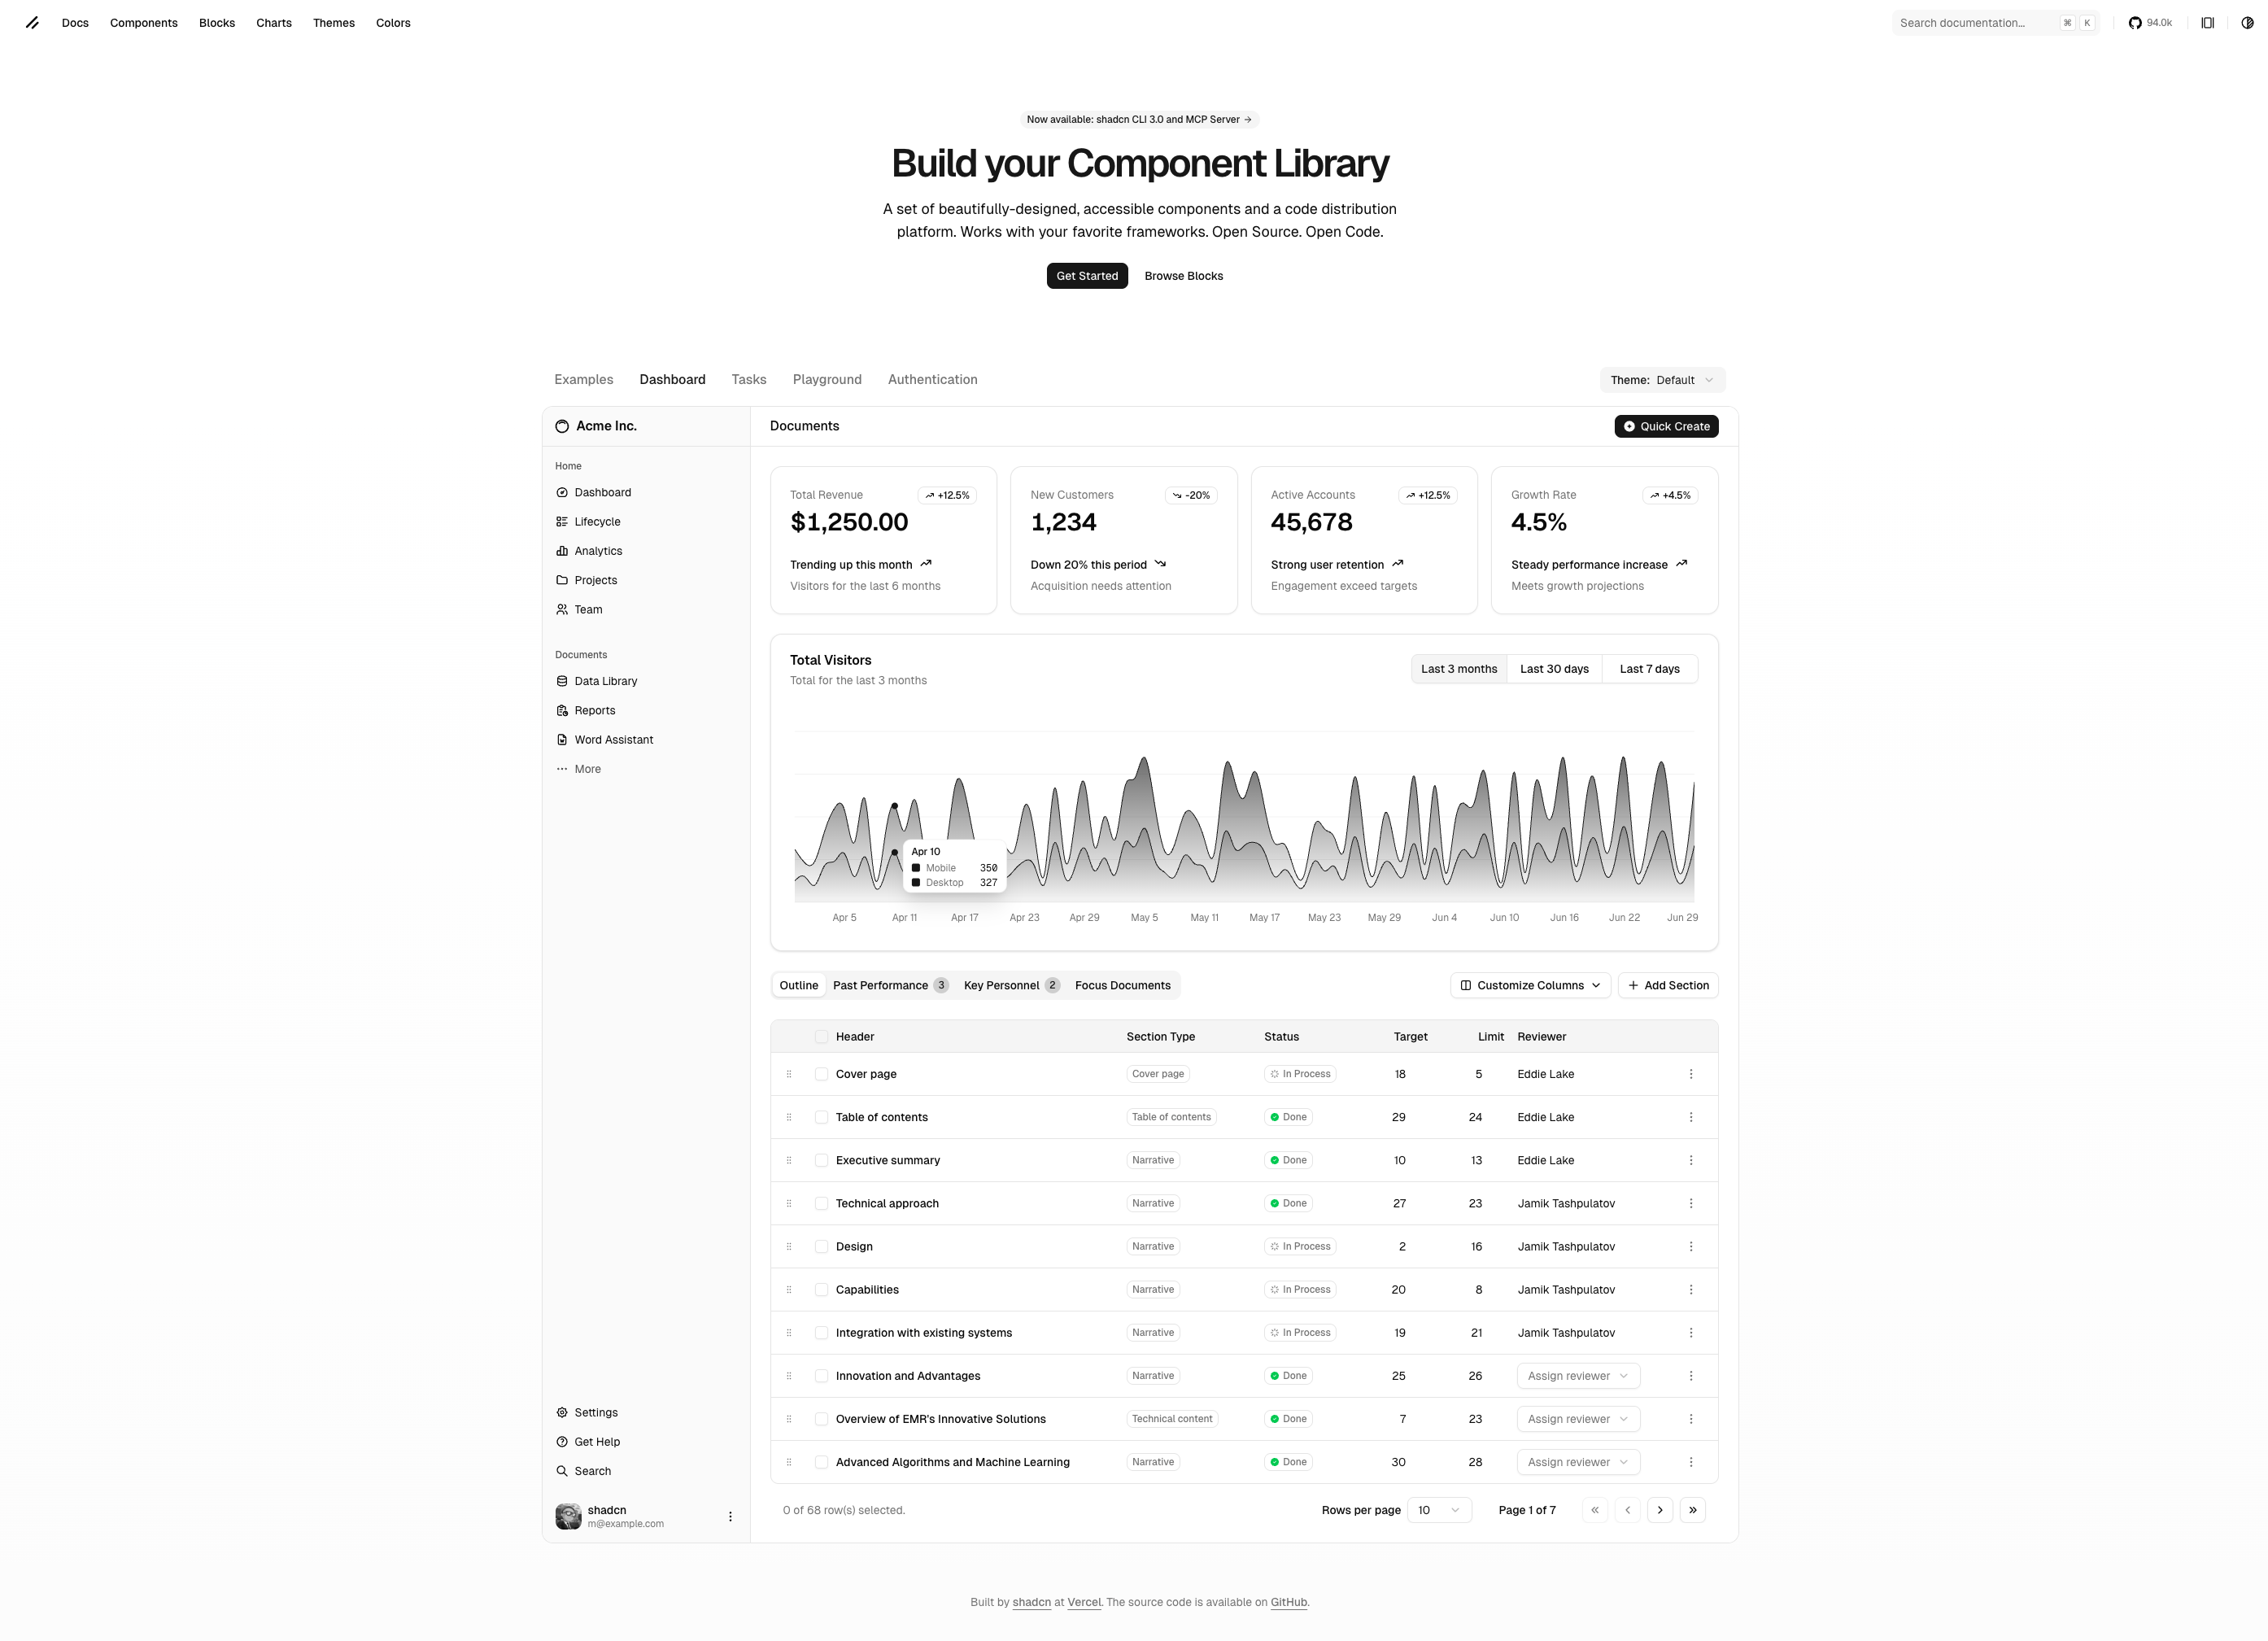 Docs Components Blocks Charts Themes Colors Search documentation... ⌘ K 94.0k
Now available: shadcn CLI 3.0 and MCP Server →
Build your Component Library
A set of beautifully-designed, accessible components and a code distribution
platform. Works with your favorite frameworks. Open Source. Open Code.
Get Started Browse Blocks
Examples Dashboard Tasks Playground Authentication Theme: Default
Acme Inc.
Home
Dashboard
Lifecycle
Analytics
Projects
Team
Documents
Data Library
Reports
Word Assistant
More
Settings
Get Help
Search
shadcn
m@example.com
Documents Quick Create
Total Revenue +12.5%
$1,250.00
Trending up this month
Visitors for the last 6 months
New Customers -20%
1,234
Down 20% this period
Acquisition needs attention
Active Accounts +12.5%
45,678
Strong user retention
Engagement exceed targets
Growth Rate +4.5%
4.5%
Steady performance increase
Meets growth projections
Total Visitors
Total for the last 3 months
Last 3 months Last 30 days Last 7 days
Apr 10
Mobile 350
Desktop 327
Apr 5 Apr 11 Apr 17 Apr 23 Apr 29 May 5 May 11 May 17 May 23 May 29 Jun 4 Jun 10 Jun 16 Jun 22 Jun 29
Outline Past Performance 3 Key Personnel 2 Focus Documents Customize Columns Add Section
Header Section Type Status Target Limit Reviewer
Cover page Cover page In Process 18 5 Eddie Lake
Table of contents Table of contents Done 29 24 Eddie Lake
Executive summary Narrative Done 10 13 Eddie Lake
Technical approach Narrative Done 27 23 Jamik Tashpulatov
Design Narrative In Process 2 16 Jamik Tashpulatov
Capabilities Narrative In Process 20 8 Jamik Tashpulatov
Integration with existing systems Narrative In Process 19 21 Jamik Tashpulatov
Innovation and Advantages Narrative Done 25 26 Assign reviewer
Overview of EMR's Innovative Solutions Technical content Done 7 23 Assign reviewer
Advanced Algorithms and Machine Learning Narrative Done 30 28 Assign reviewer
0 of 68 row(s) selected. Rows per page 10 Page 1 of 7
Built by shadcn at Vercel. The source code is available on GitHub.